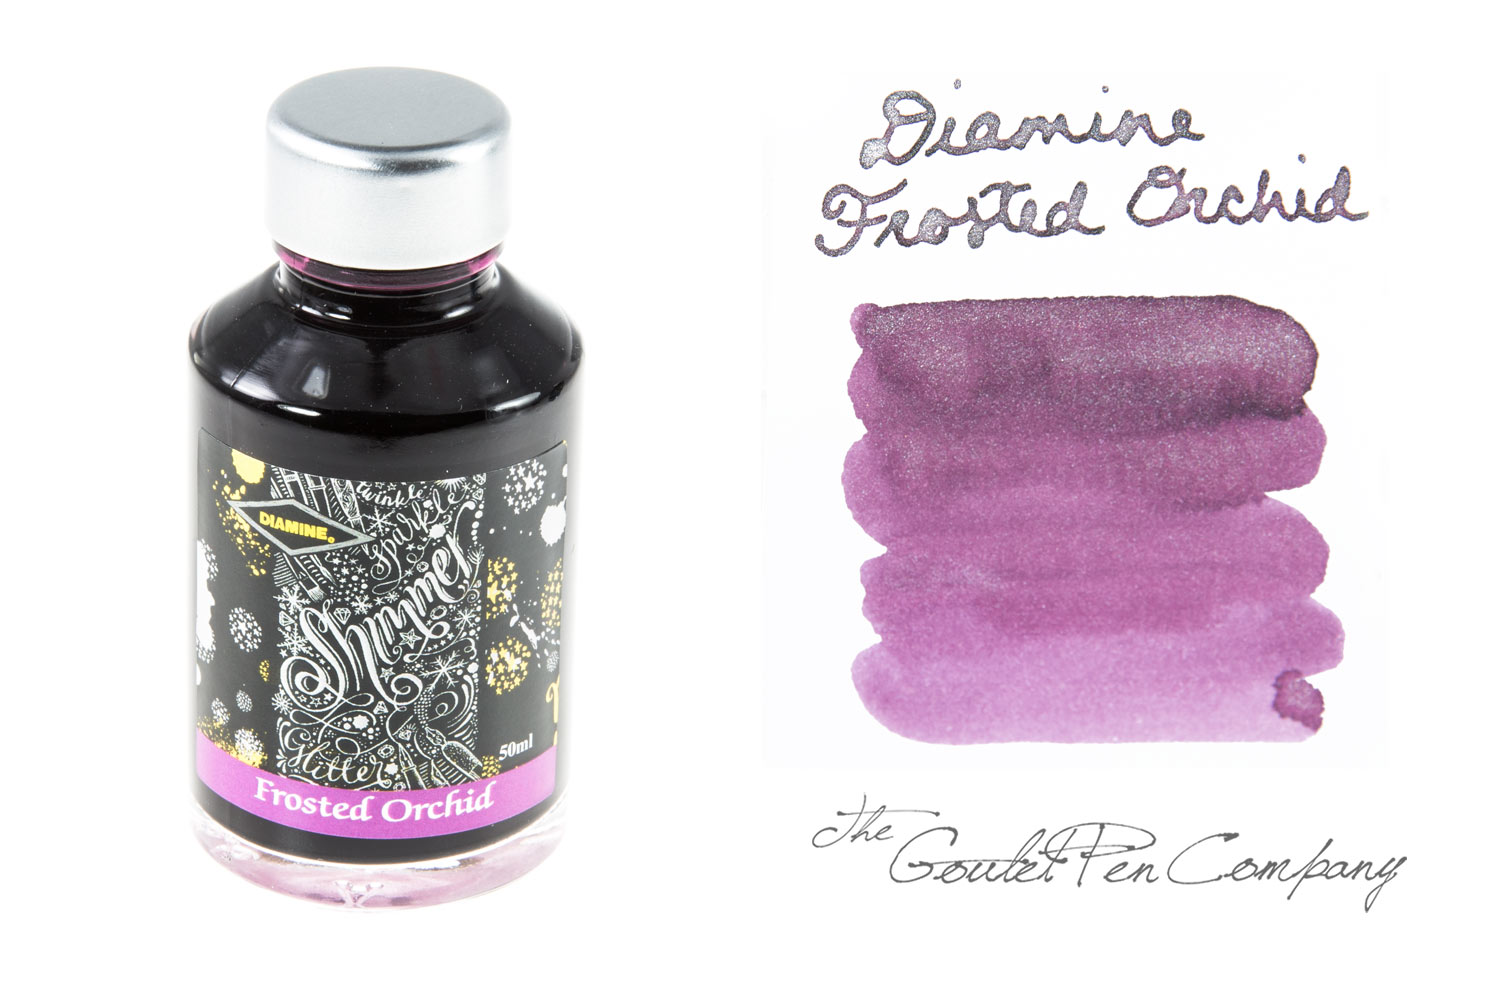 DIAMINE
twinkle
sparkle
Shimmer
Glitter
50ml
Frosted Orchid
Diamine
Frosted Orchid
The Goulet Pen Company